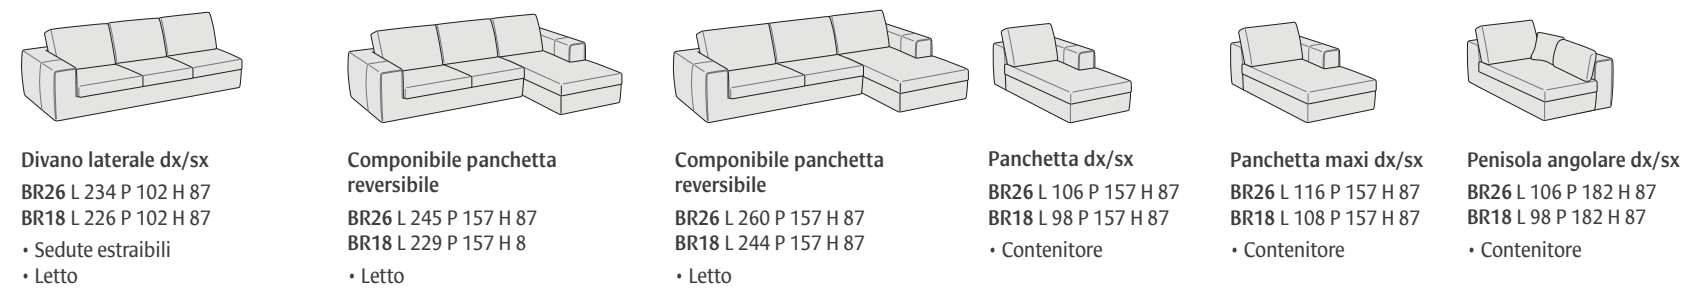 Divano laterale dx/sx
BR26 L 234 P 102 H 87
BR18 L 226 P 102 H 87
• Sedute estraibili
• Letto
Componibile panchetta
reversibile
BR26 L 245 P 157 H 87
BR18 L 229 P 157 H 8
• Letto
Componibile panchetta
reversibile
BR26 L 260 P 157 H 87
BR18 L 244 P 157 H 87
• Letto
Panchetta dx/sx
BR26 L 106 P 157 H 87
BR18 L 98 P 157 H 87
• Contenitore
Panchetta maxi dx/sx
BR26 L 116 P 157 H 87
BR18 L 108 P 157 H 87
• Contenitore
Penisola angolare dx/sx
BR26 L 106 P 182 H 87
BR18 L 98 P 182 H 87
• Contenitore